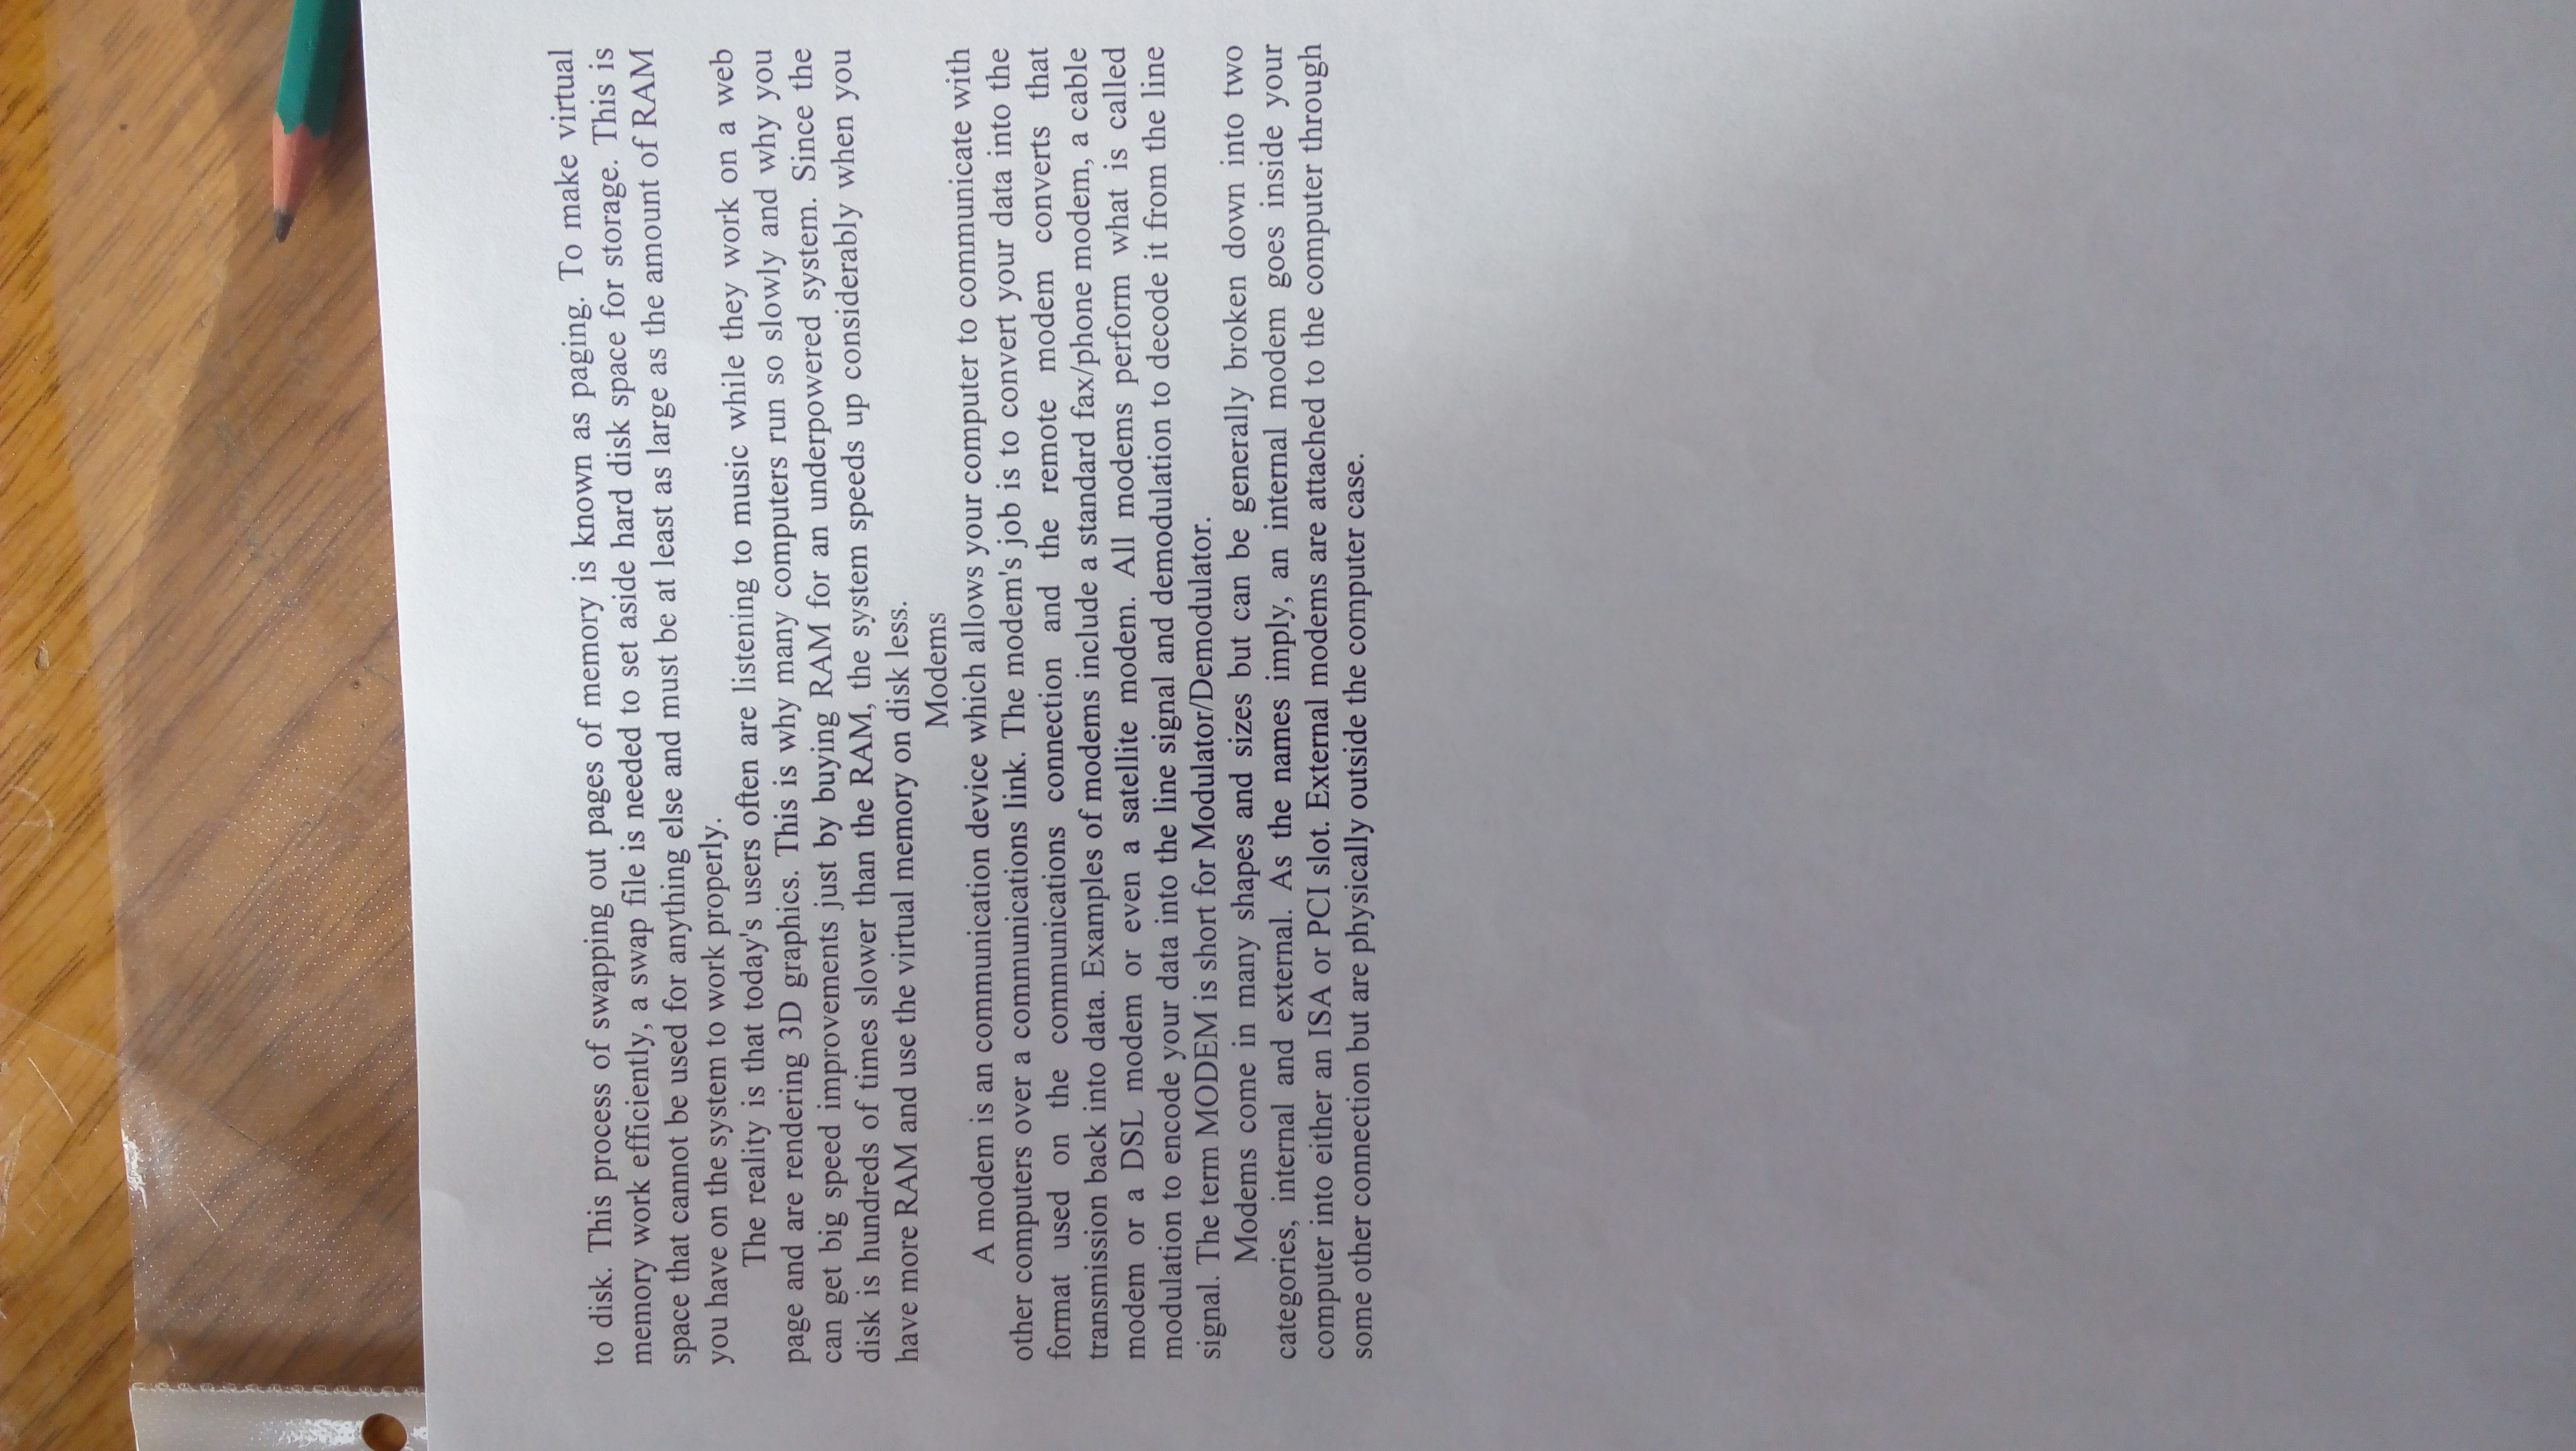 to disk. This process of swapping out pages of memory is known as paging. To make virtual
memory work efficiently, a swap file is needed to set aside hard disk space for storage. This is
space that cannot be used for anything else and must be at least as large as the amount of RAM
you have on the system to work properly.
The reality is that today's users often are listening to music while they work on a web
page and are rendering 3D graphics. This is why many computers run so slowly and why you
can get big speed improvements just by buying RAM for an underpowered system. Since the
disk is hundreds of times slower than the RAM, the system speeds up considerably when you
have more RAM and use the virtual memory on disk less.
Modems
A modem is an communication device which allows your computer to communicate with
other computers over a communications link. The modem's job is to convert your data into the
format used on the communications connection and the remote modem converts that
transmission back into data. Examples of modems include a standard fax/phone modem, a cable
modem or a DSL modem or even a satellite modem. All modems perform what is called
modulation to encode your data into the line signal and demodulation to decode it from the line
signal. The term MODEM is short for Modulator/Demodulator.
Modems come in many shapes and sizes but can be generally broken down into two
categories, internal and external. As the names imply, an internal modem goes inside your
computer into either an ISA or PCI slot. External modems are attached to the computer through
some other connection but are physically outside the computer case.